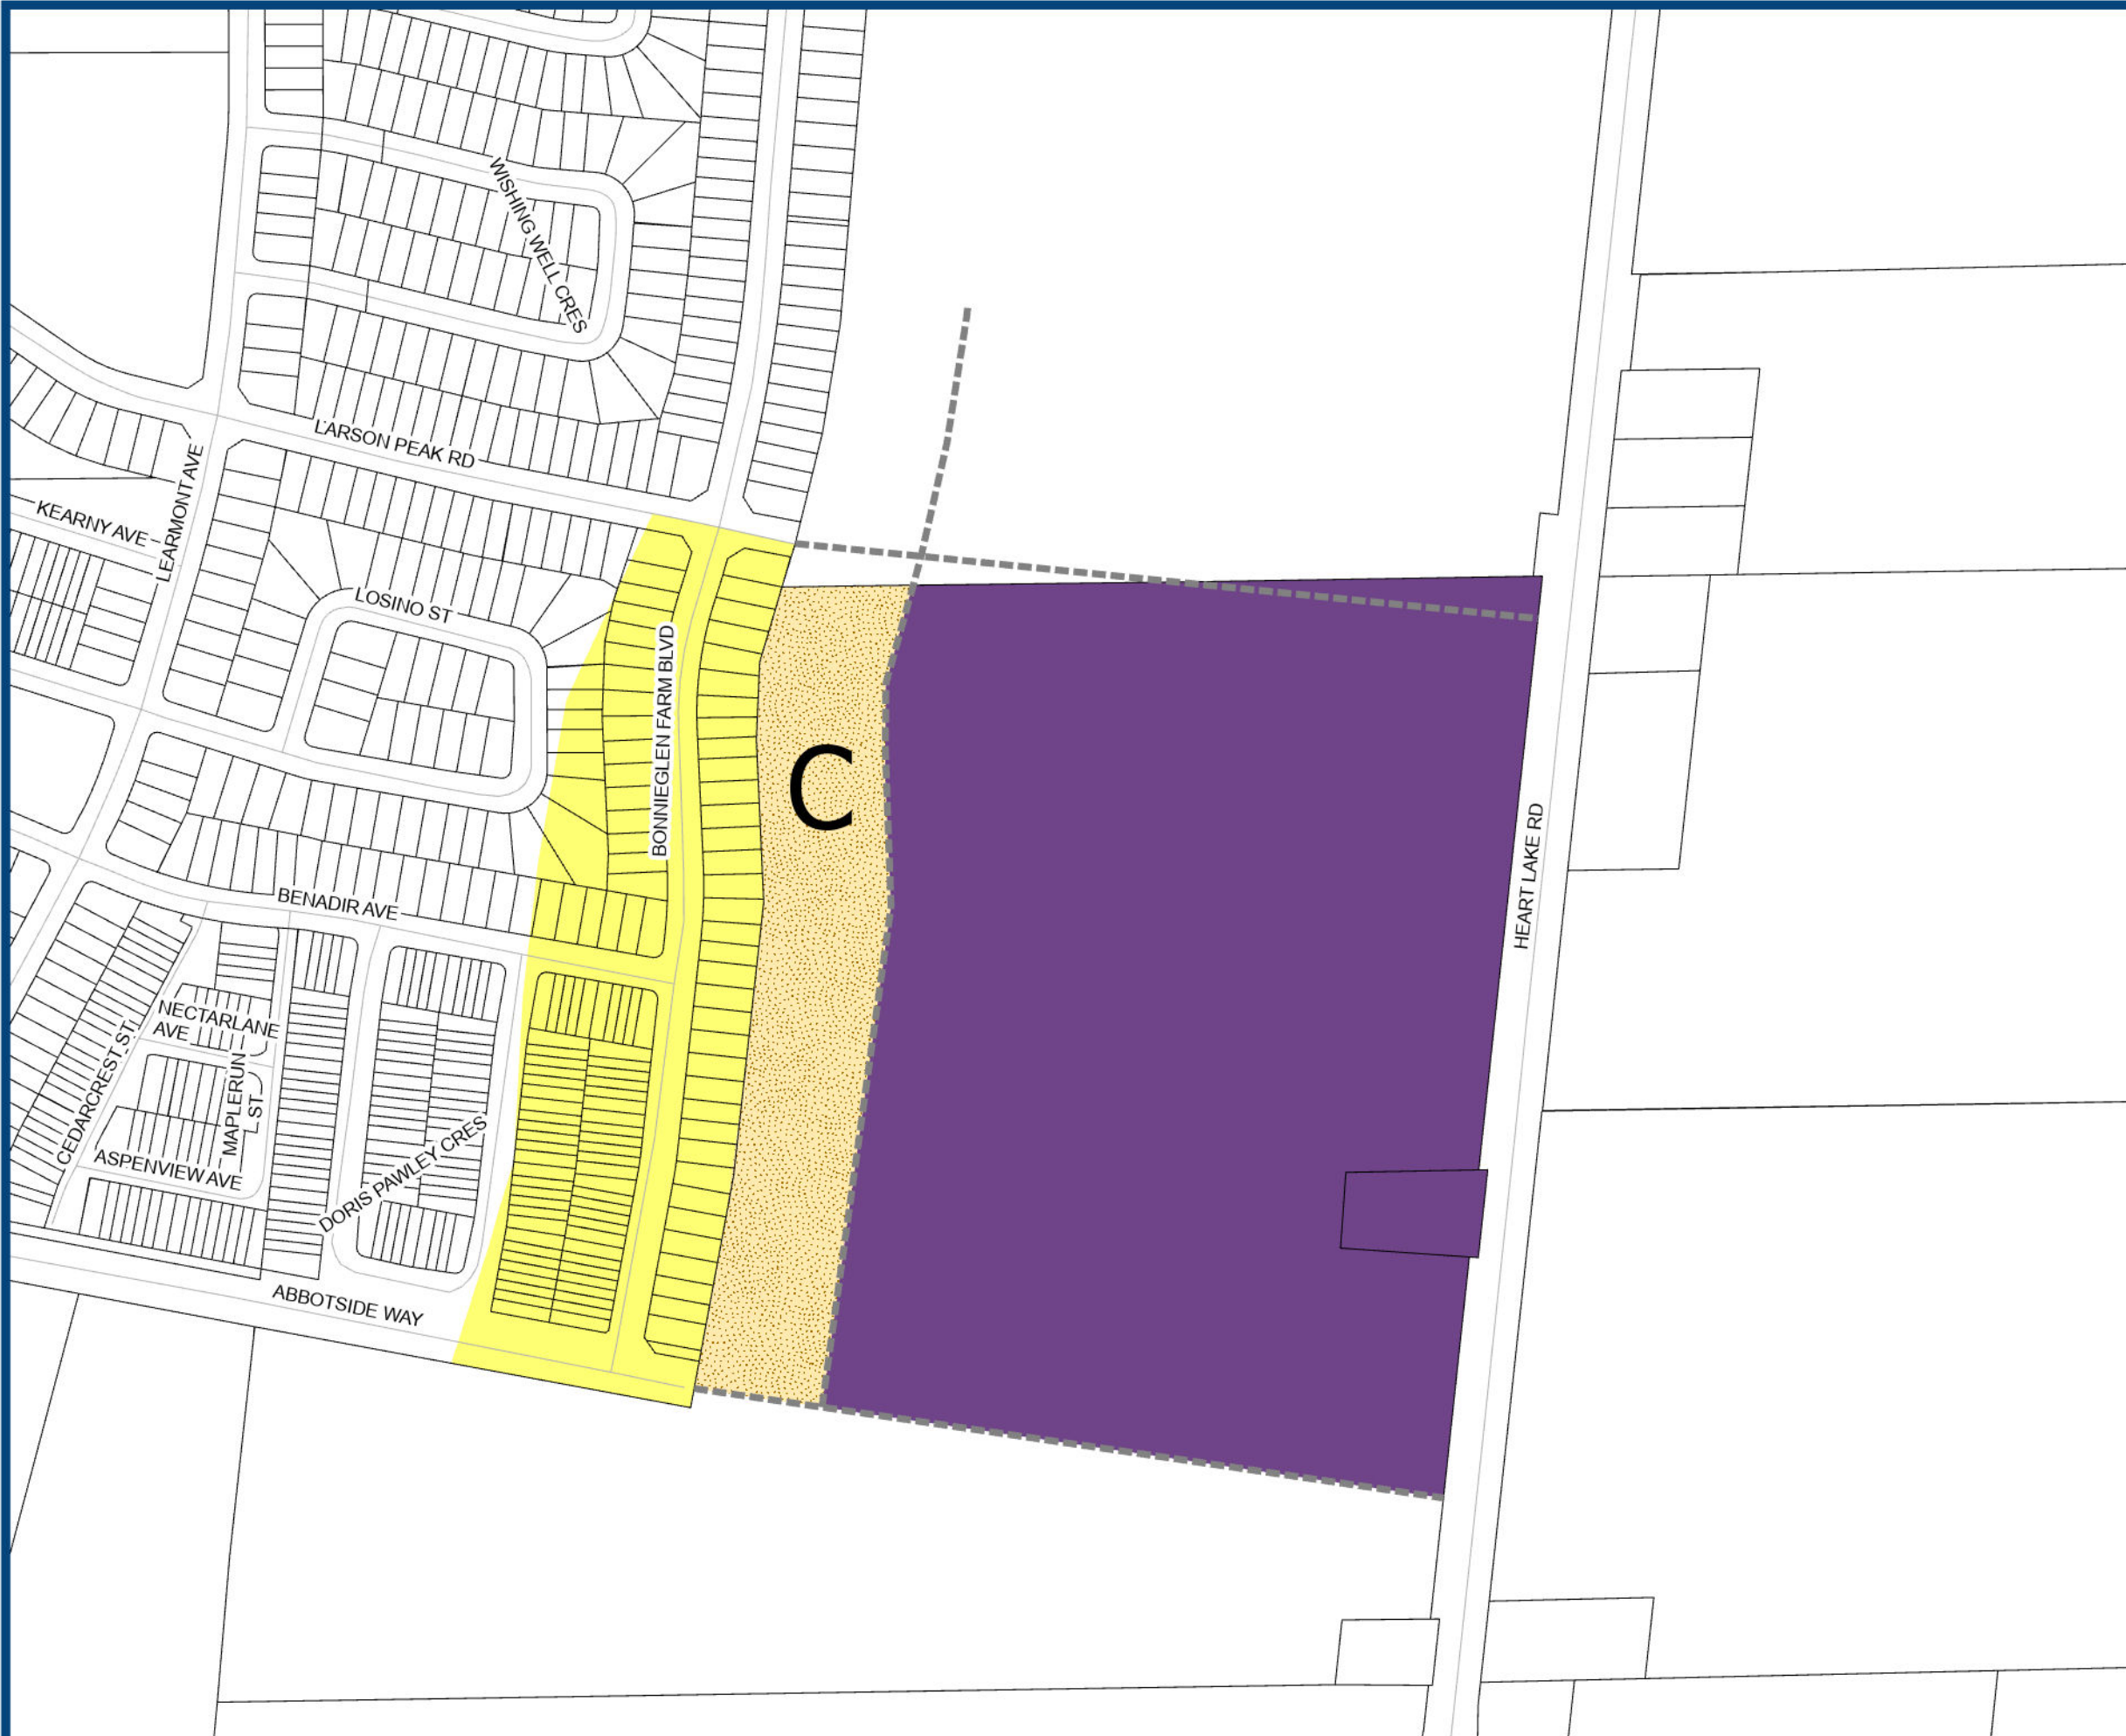 WISHING WELL CRES
LARSON PEAK RD
LEARMONT AVE
KEARNY AVE
LOSINO ST
BONNIEGLEN FARM BLVD
C
HEART LAKE RD
BENADIR AVE
NECTARLANE
AVE
CEDARCREST ST
MAPLERUN
ST
ASPENVIEW AVE
DORIS PAWLEY CRES
ABBOTSIDE WAY